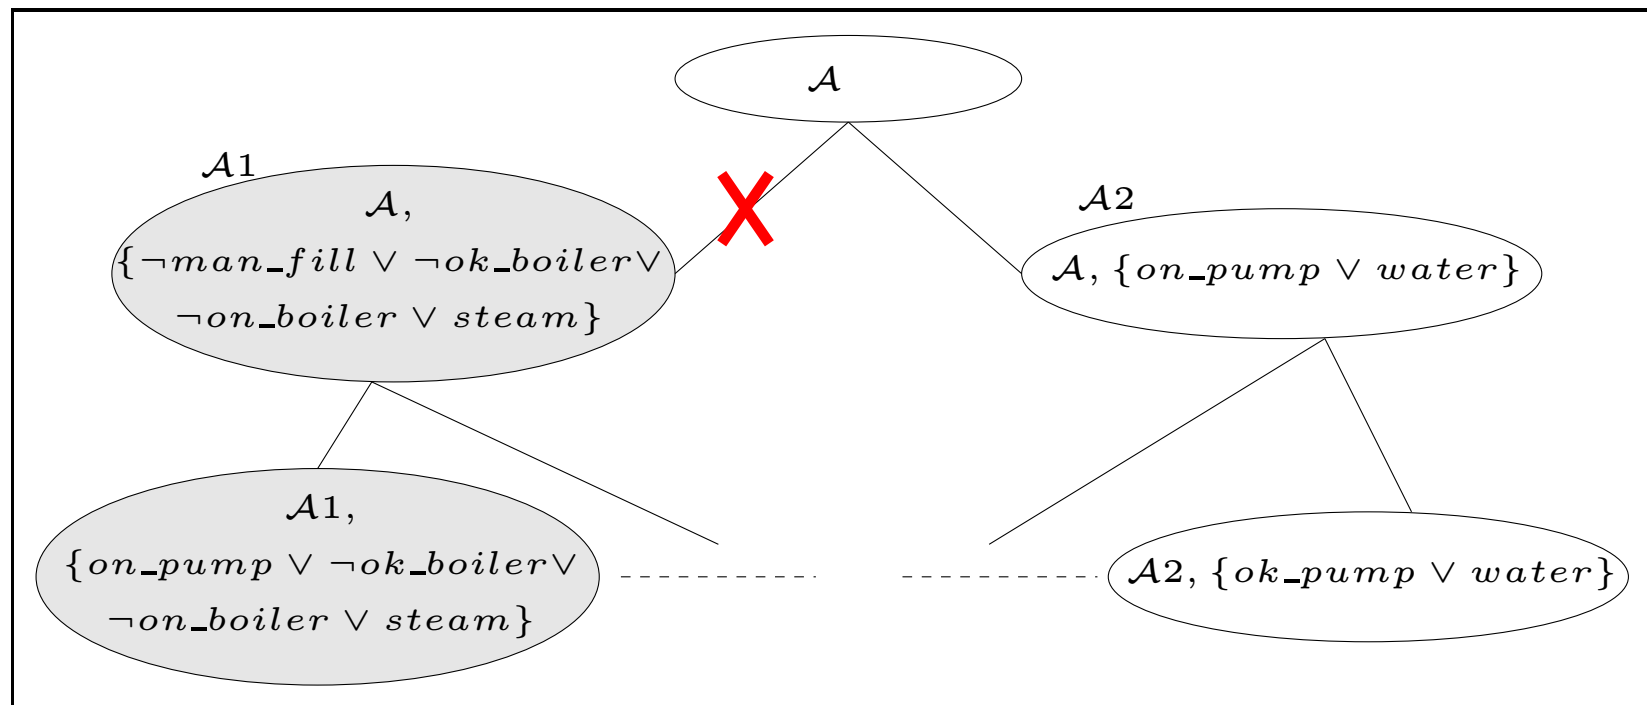 𝒜
𝒜1
𝒜,
{¬man_fill ∨ ¬ok_boiler∨
¬on_boiler ∨ steam}
𝒜2
𝒜, {on_pump ∨ water}
𝒜1,
{on_pump ∨ ¬ok_boiler∨
¬on_boiler ∨ steam}
𝒜2, {ok_pump ∨ water}